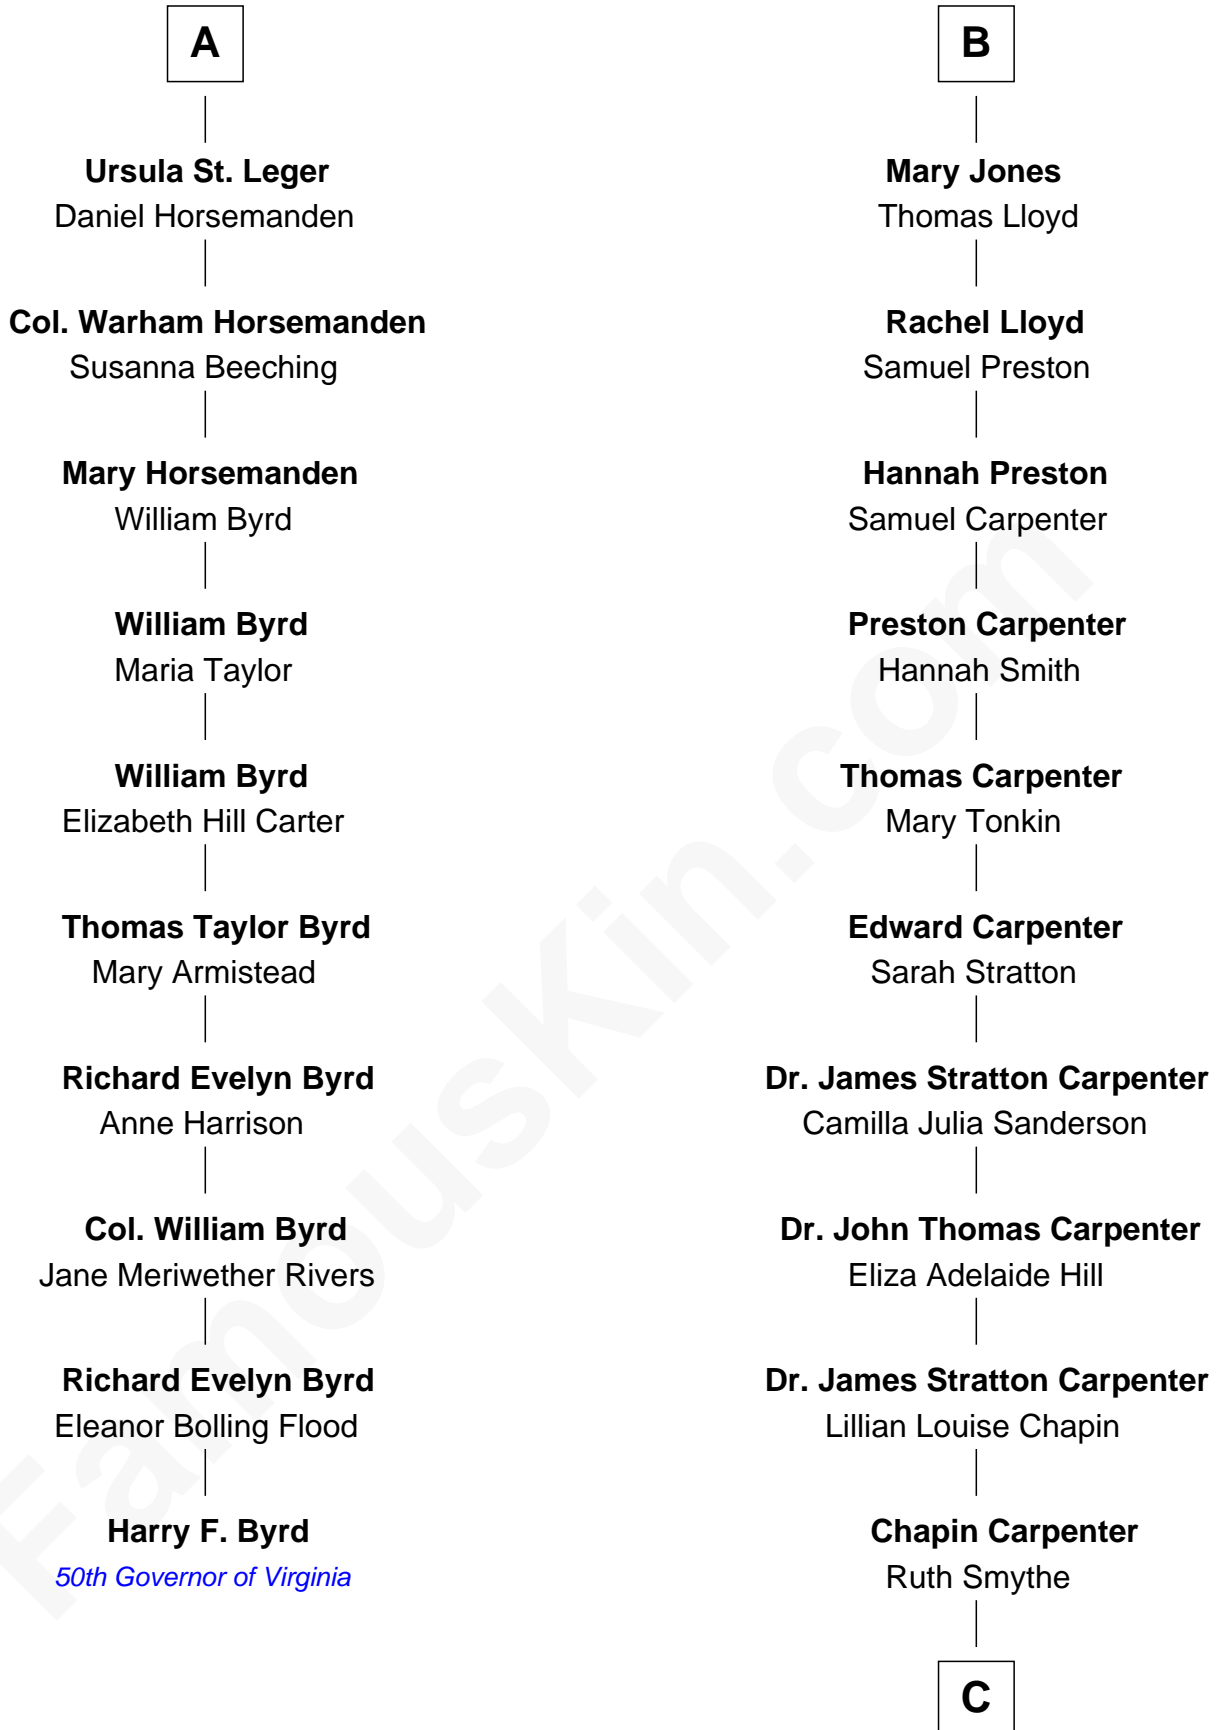 A
Ursula St. Leger
Daniel Horsemanden
Col. Warham Horsemanden
Susanna Beeching
Mary Horsemanden
William Byrd
William Byrd
Maria Taylor
William Byrd
Elizabeth Hill Carter
Thomas Taylor Byrd
Mary Armistead
Richard Evelyn Byrd
Anne Harrison
Col. William Byrd
Jane Meriwether Rivers
Richard Evelyn Byrd
Eleanor Bolling Flood
Harry F. Byrd
50th Governor of Virginia
B
Mary Jones
Thomas Lloyd
Rachel Lloyd
Samuel Preston
Hannah Preston
Samuel Carpenter
Preston Carpenter
Hannah Smith
Thomas Carpenter
Mary Tonkin
Edward Carpenter
Sarah Stratton
Dr. James Stratton Carpenter
Camilla Julia Sanderson
Dr. John Thomas Carpenter
Eliza Adelaide Hill
Dr. James Stratton Carpenter
Lillian Louise Chapin
Chapin Carpenter
Ruth Smythe
C
FamousKin.com